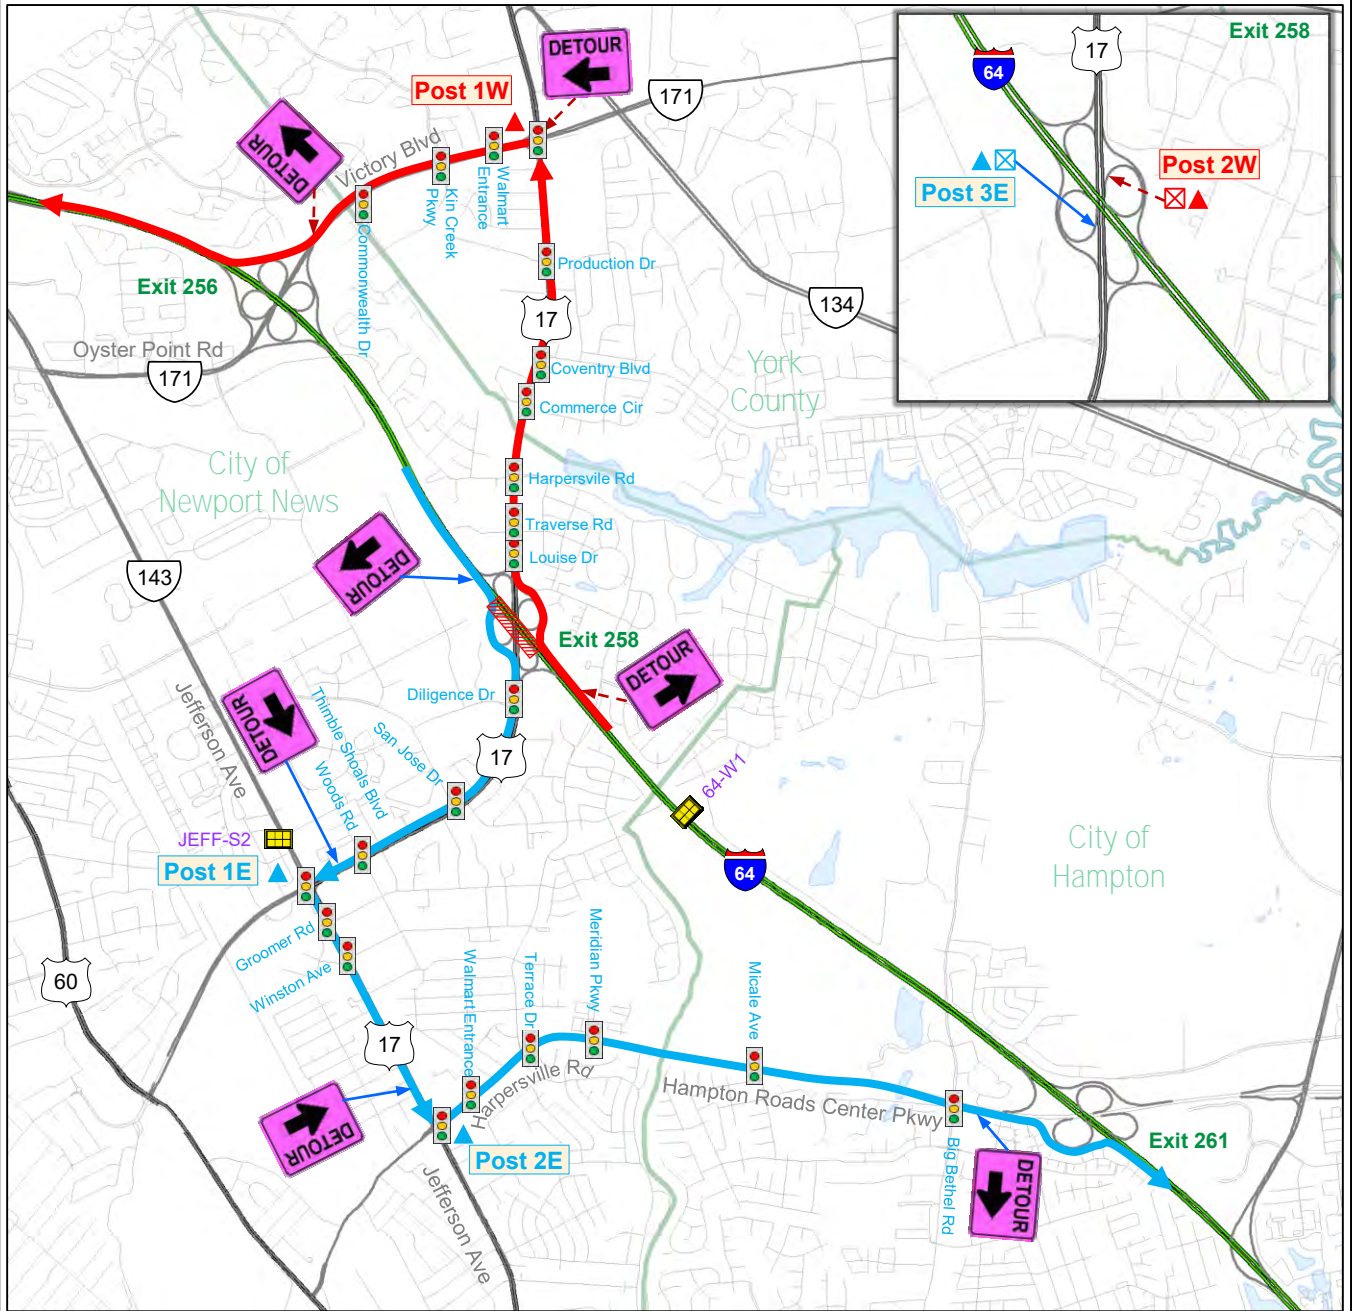 DETOUR
Post 1W
171
Exit 258
17
64
DETOUR
Victory Blvd
Walmart
Entrance
Kin Creek
Pkwy
Commonwealth Dr
Post 2W
Post 3E
Production Dr
Exit 256
17
134
Oyster Point Rd
171
Coventry Blvd
Commerce Cir
York
County
City of
Newport News
Harpersvile Rd
Traverse Rd
Louise Dr
DETOUR
143
Exit 258
DETOUR
Diligence Dr
DETOUR
Jefferson Ave
Thimble Shoals Blvd
Woods Rd
San Jose Dr
17
64-W1
JEFF-S2
Post 1E
64
City of
Hampton
Groomer Rd
Winston Ave
60
17
Walmart Entrance
Terrace Dr
Meridian Pkwy
Micale Ave
Harpersville Rd
Hampton Roads Center Pkwy
DETOUR
Post 2E
Jefferson Ave
Big Bethel Rd
DETOUR
Exit 261